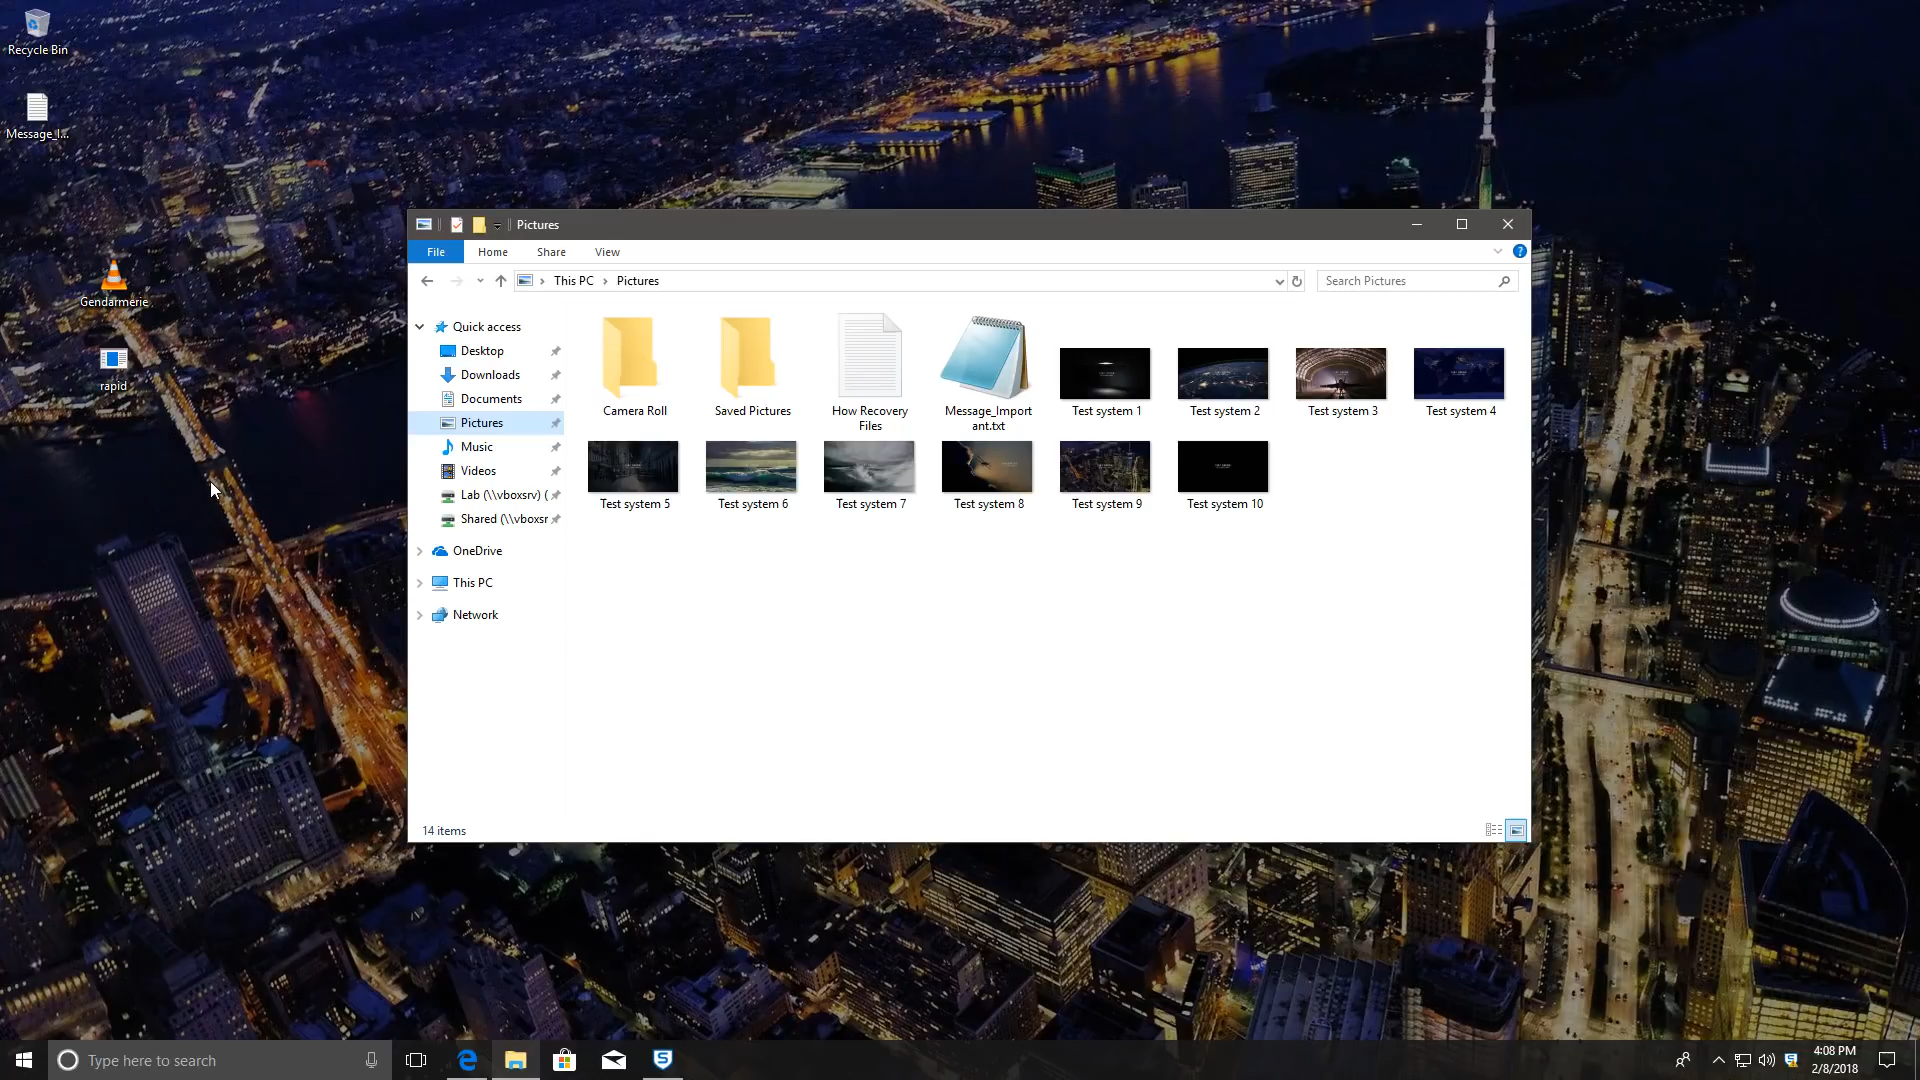 Recycle Bin
Message_I...
Gendarmerie
rapid
Pictures
File
Home
Share
View
This PC
Pictures
Search Pictures
Quick access
Desktop
Downloads
Documents
Pictures
Music
Videos
Lab (\\vboxsrv) (
Shared (\\vboxsr
OneDrive
This PC
Network
Camera Roll
Saved Pictures
How Recovery
Files
Message_Import
ant.txt
Test system 1
Test system 2
Test system 3
Test system 4
Test system 5
Test system 6
Test system 7
Test system 8
Test system 9
Test system 10
14 items
Type here to search
4:08 PM
2/8/2018